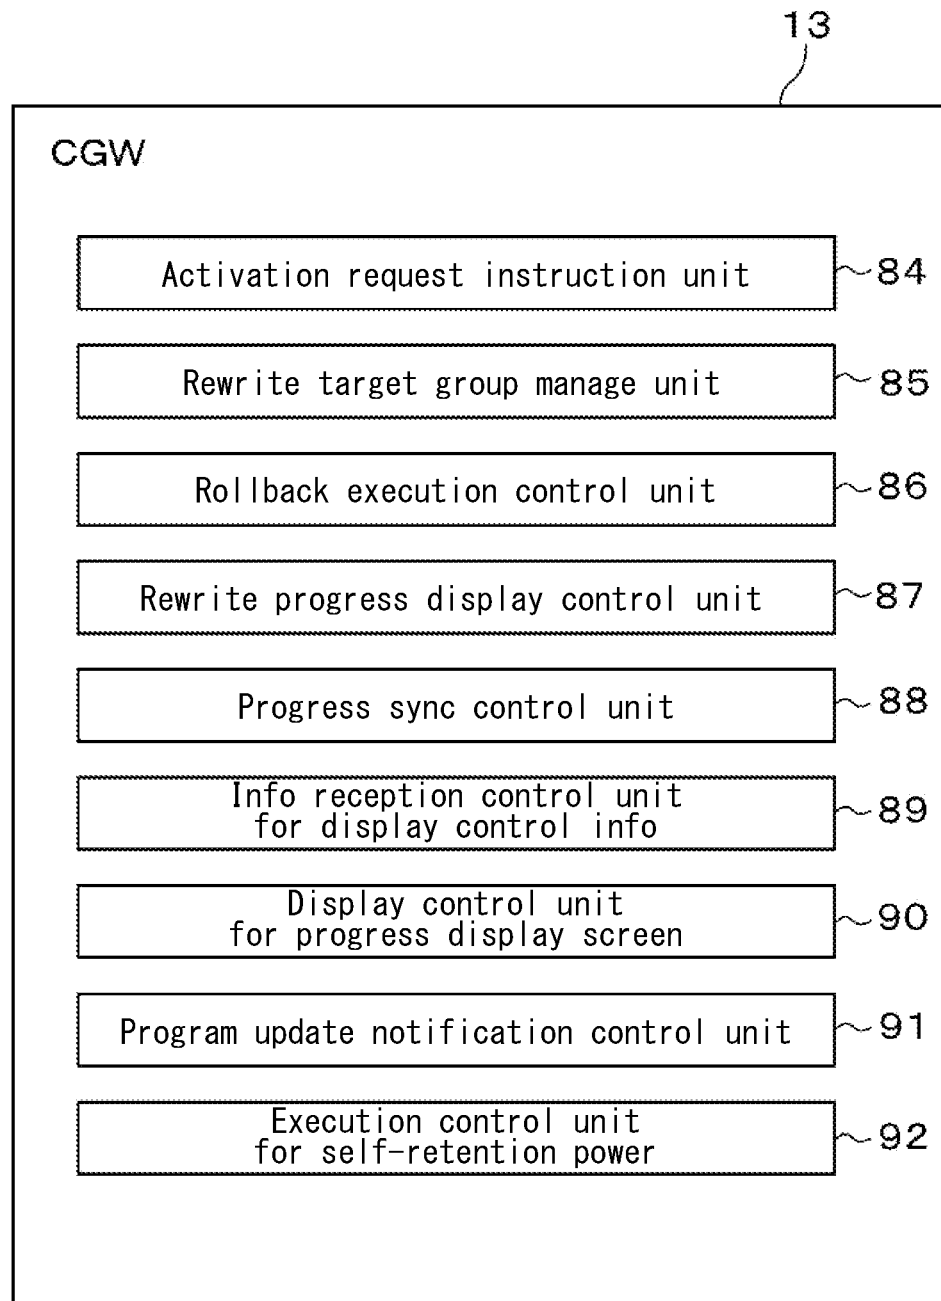 13
CGW
Activation request instruction unit 84
Rewrite target group manage unit 85
Rollback execution control unit 86
Rewrite progress display control unit 87
Progress sync control unit 88
Info reception control unit
for display control info 89
Display control unit
for progress display screen 90
Program update notification control unit 91
Execution control unit
for self-retention power 92